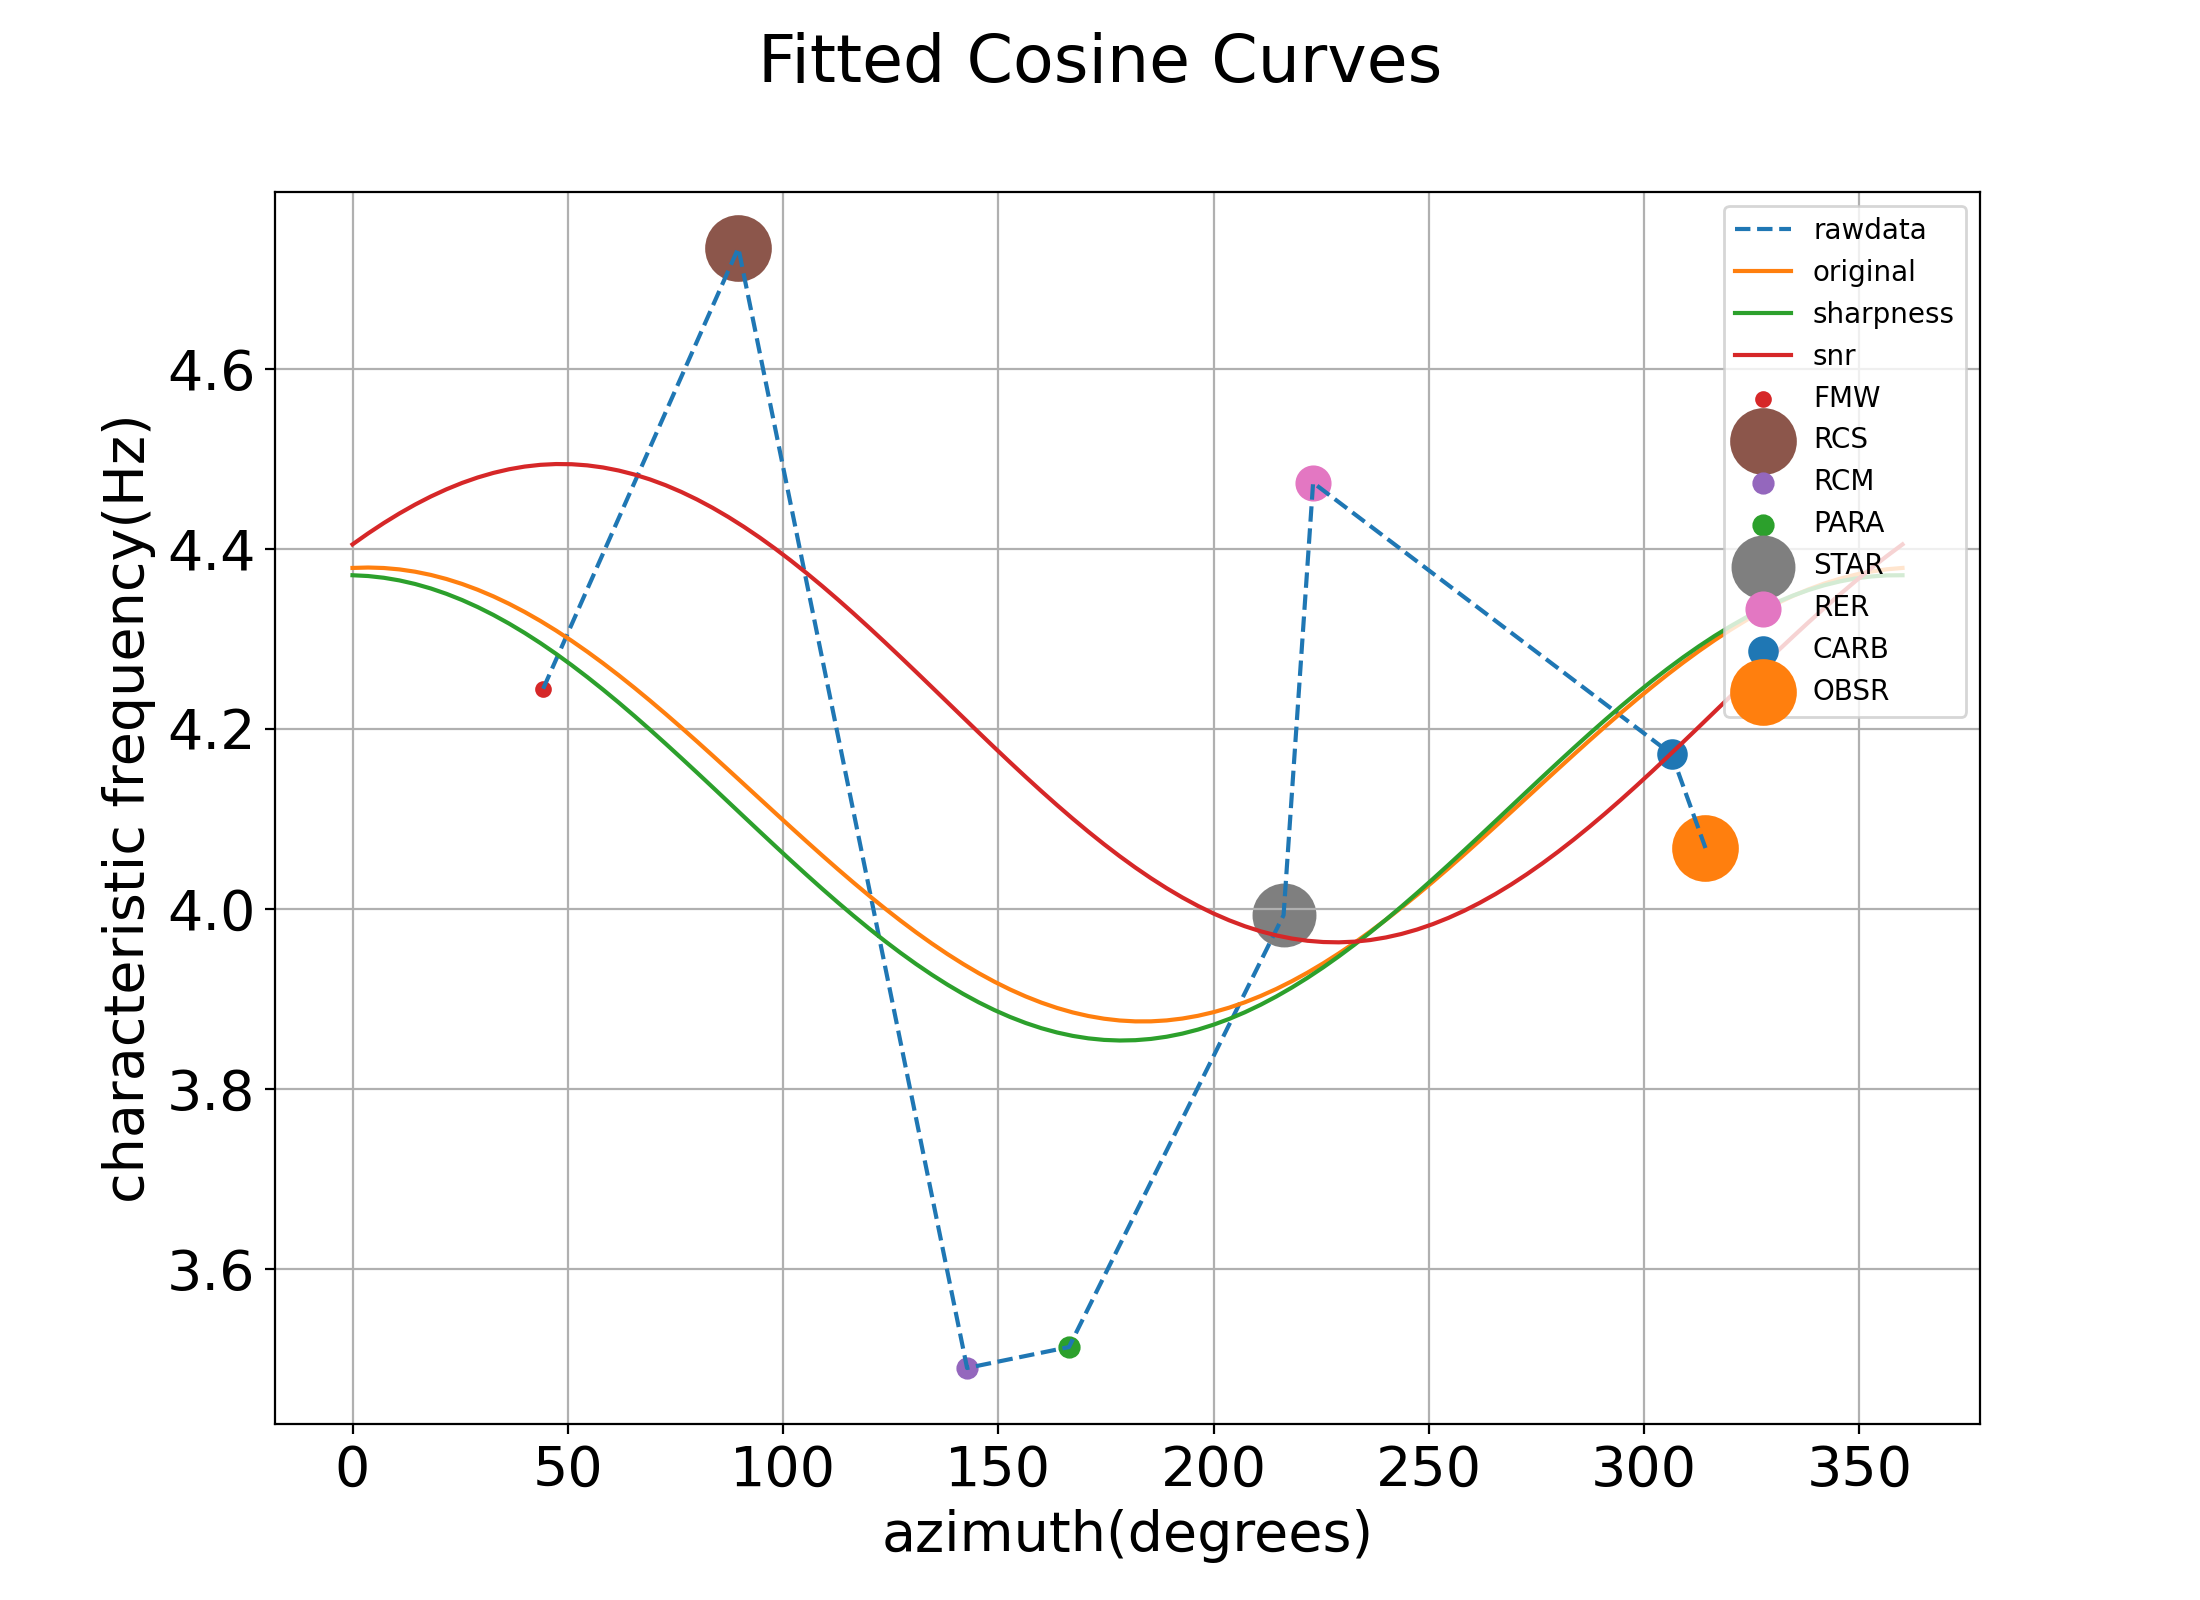 Fitted Cosine Curves
characteristic frequency(Hz)
4.6
4.4
4.2
4.0
3.8
3.6
rawdata
original
sharpness
snr
FMW
RCS
RCM
PARA
STAR
RER
CARB
OBSR
0 50 100 150 200 250 300 350
azimuth(degrees)